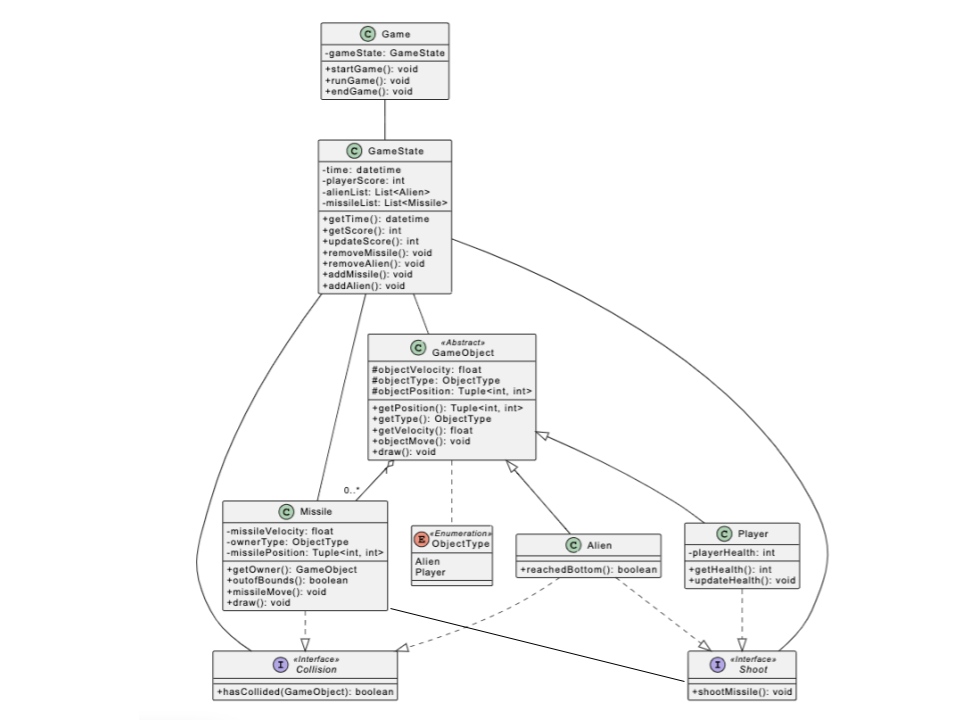 C Game
-gameState: GameState
+startGame(): void
+runGame(): void
+endGame(): void
C GameState
-time: datetime
-playerScore: int
-alienList: List<Alien>
-missileList: List<Missile>
+getTime(): datetime
+getScore(): int
+updateScore(): int
+removeMissile(): void
+removeAlien(): void
+addMissile(): void
+addAlien(): void
«Abstract»
C GameObject
#objectVelocity: float
#objectType: ObjectType
#objectPosition: Tuple<int, int>
+getPosition(): Tuple<int, int>
+getType(): ObjectType
+getVelocity(): float
+objectMove(): void
+draw(): void
1
0..*
C Missile
-missileVelocity: float
-ownerType: ObjectType
-missilePosition: Tuple<int, int>
+getOwner(): GameObject
+outofBounds(): boolean
+missileMove(): void
+draw(): void
«Enumeration»
E ObjectType
Alien
Player
C Alien
+reachedBottom(): boolean
C Player
-playerHealth: int
+getHealth(): int
+updateHealth(): void
«Interface»
I Collision
+hasCollided(GameObject): boolean
«Interface»
I Shoot
+shootMissile(): void